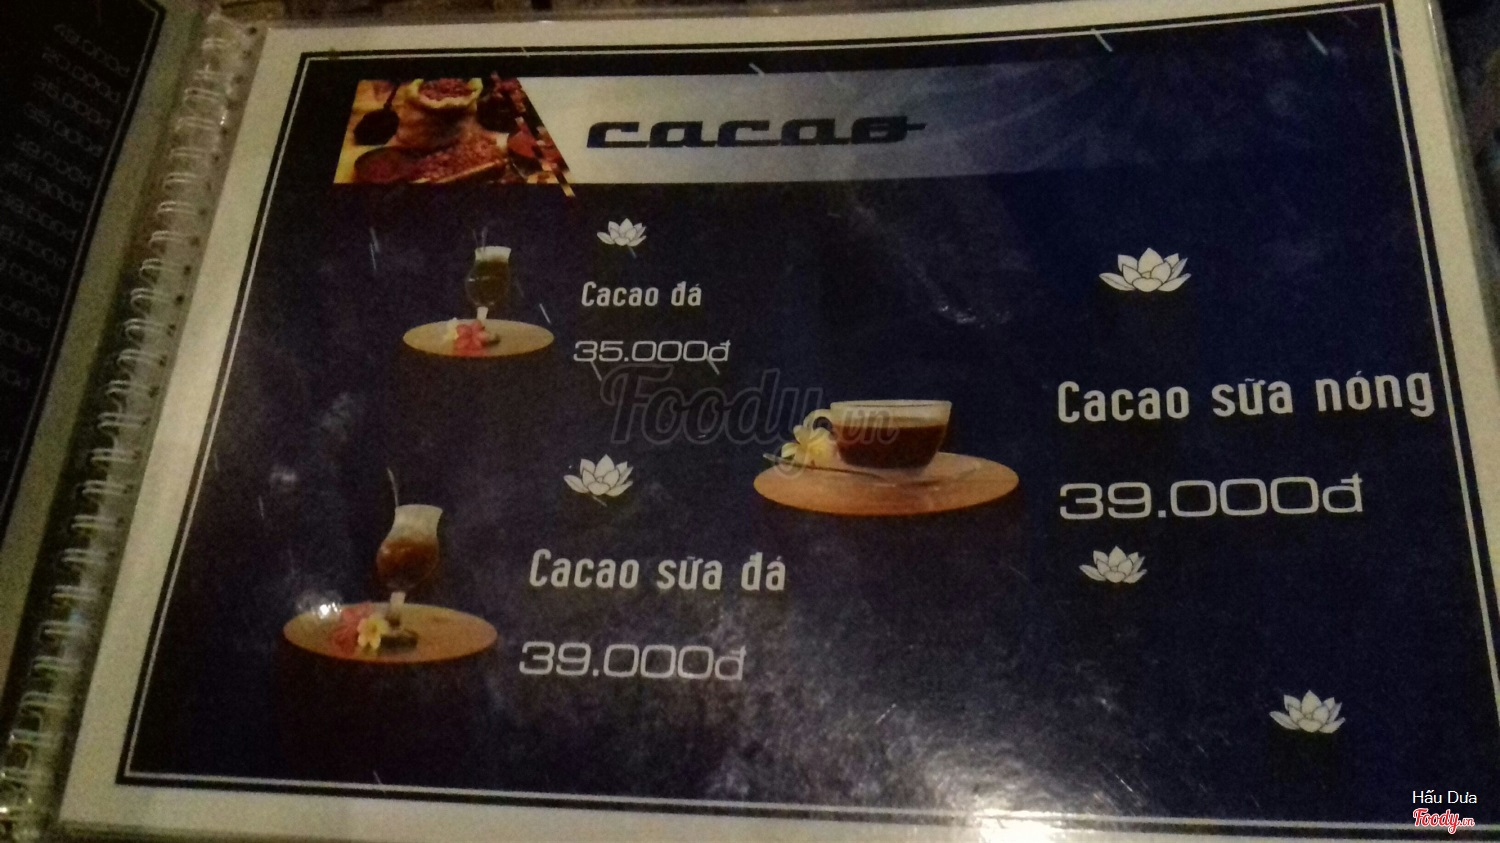 cacao
Cacao đá
35.000đ
Cacao sữa nóng
39.000đ
Cacao sữa đá
39.000đ
Foody.vn
Hấu Dưa
Foody.vn